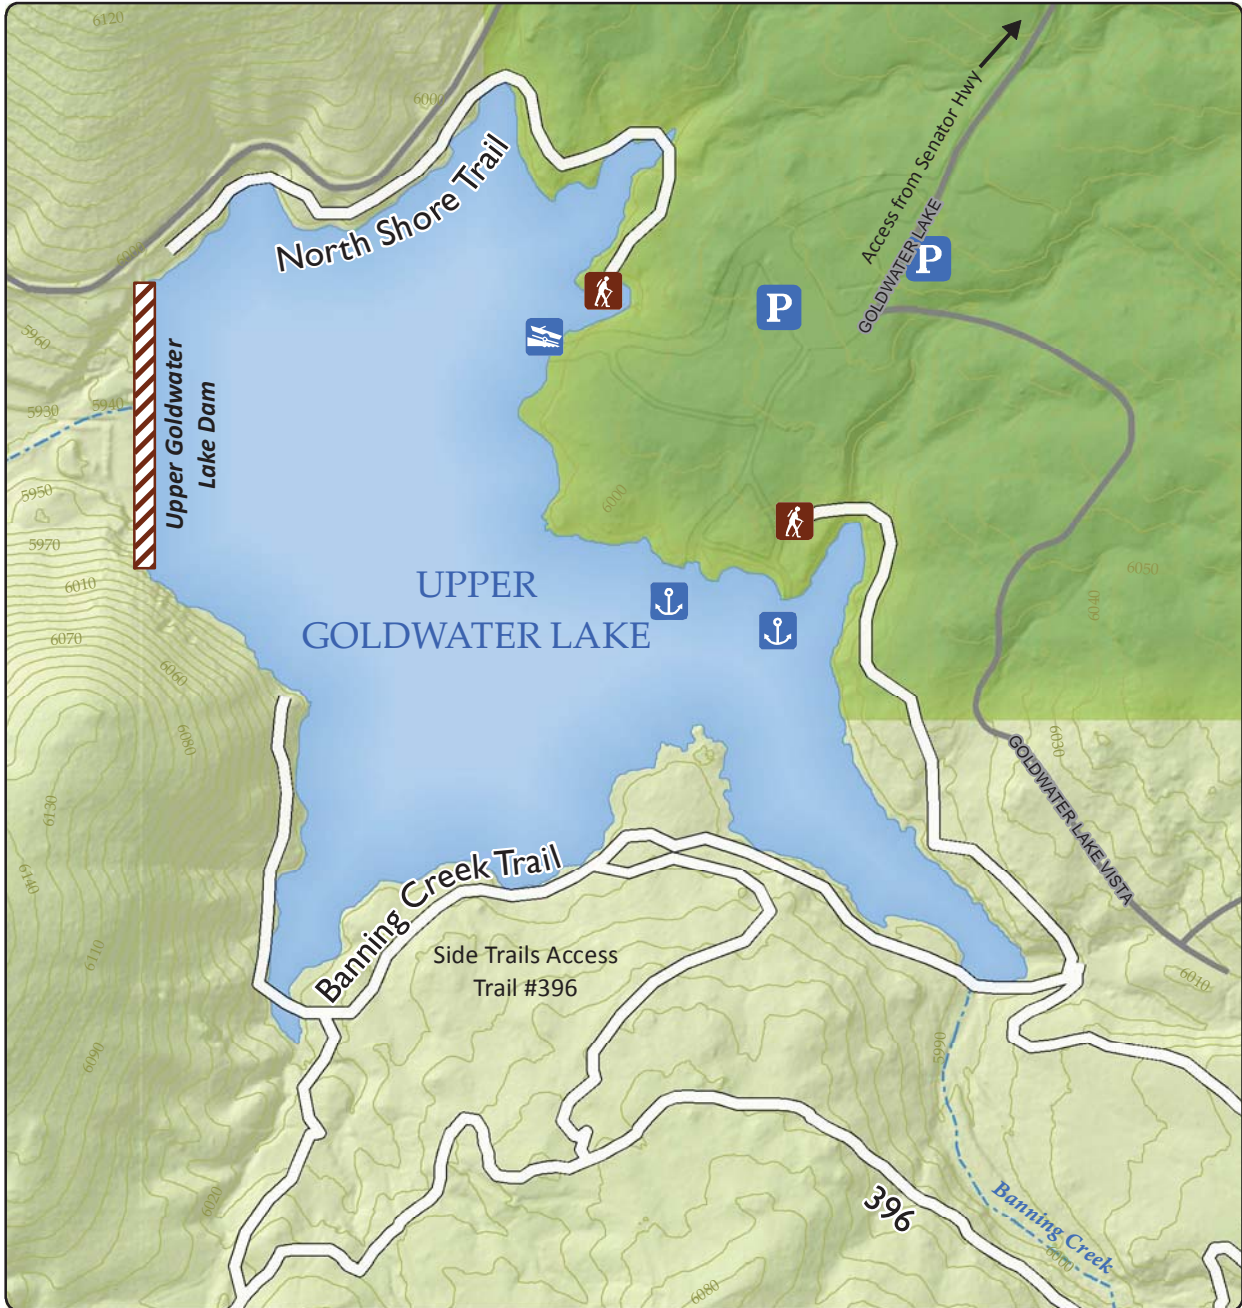 6120
6000
Access from Senator Hwy
North Shore Trail
GOLDWATER LAKE
P
P
5960
5930
5940
Upper Goldwater
Lake Dam
5950
6000
5970
6010
6050
6040
UPPER
GOLDWATER LAKE
6070
6060
6080
6030
GOLDWATER LAKE VISTA
6130
6140
Banning Creek Trail
6110
Side Trails Access
Trail #396
6010
5990
6090
6020
396
Banning Creek
6000
6080